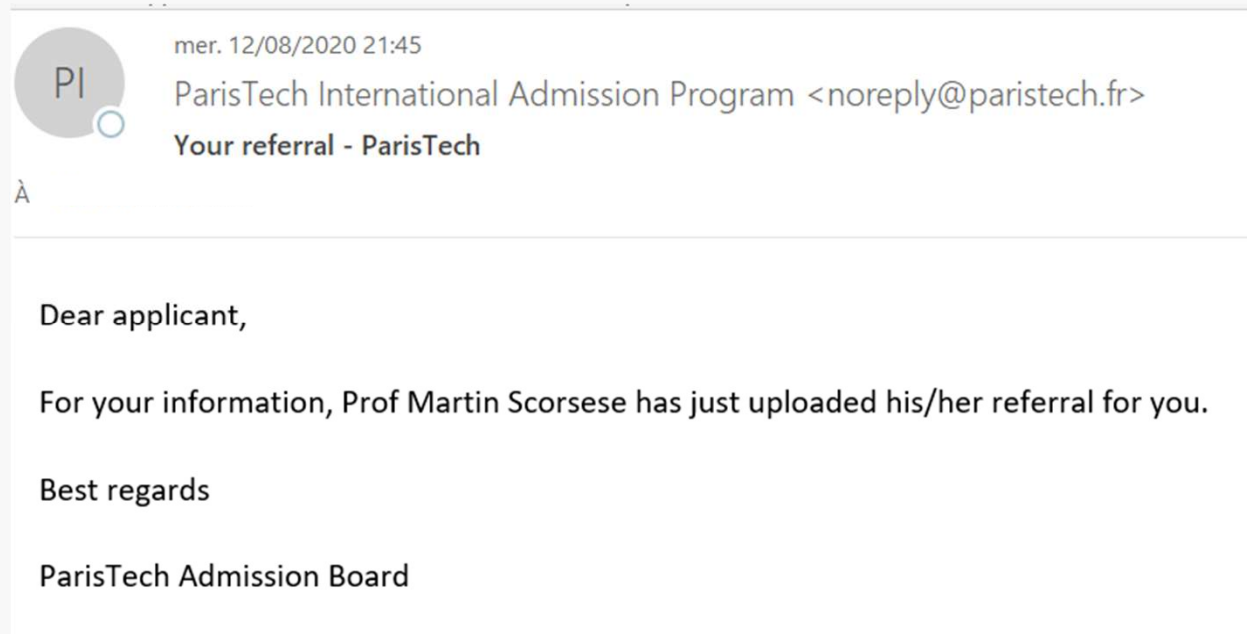 PI
mer. 12/08/2020 21:45
ParisTech International Admission Program <noreply@paristech.fr>
Your referral - ParisTech
À
Dear applicant,
For your information, Prof Martin Scorsese has just uploaded his/her referral for you.
Best regards
ParisTech Admission Board